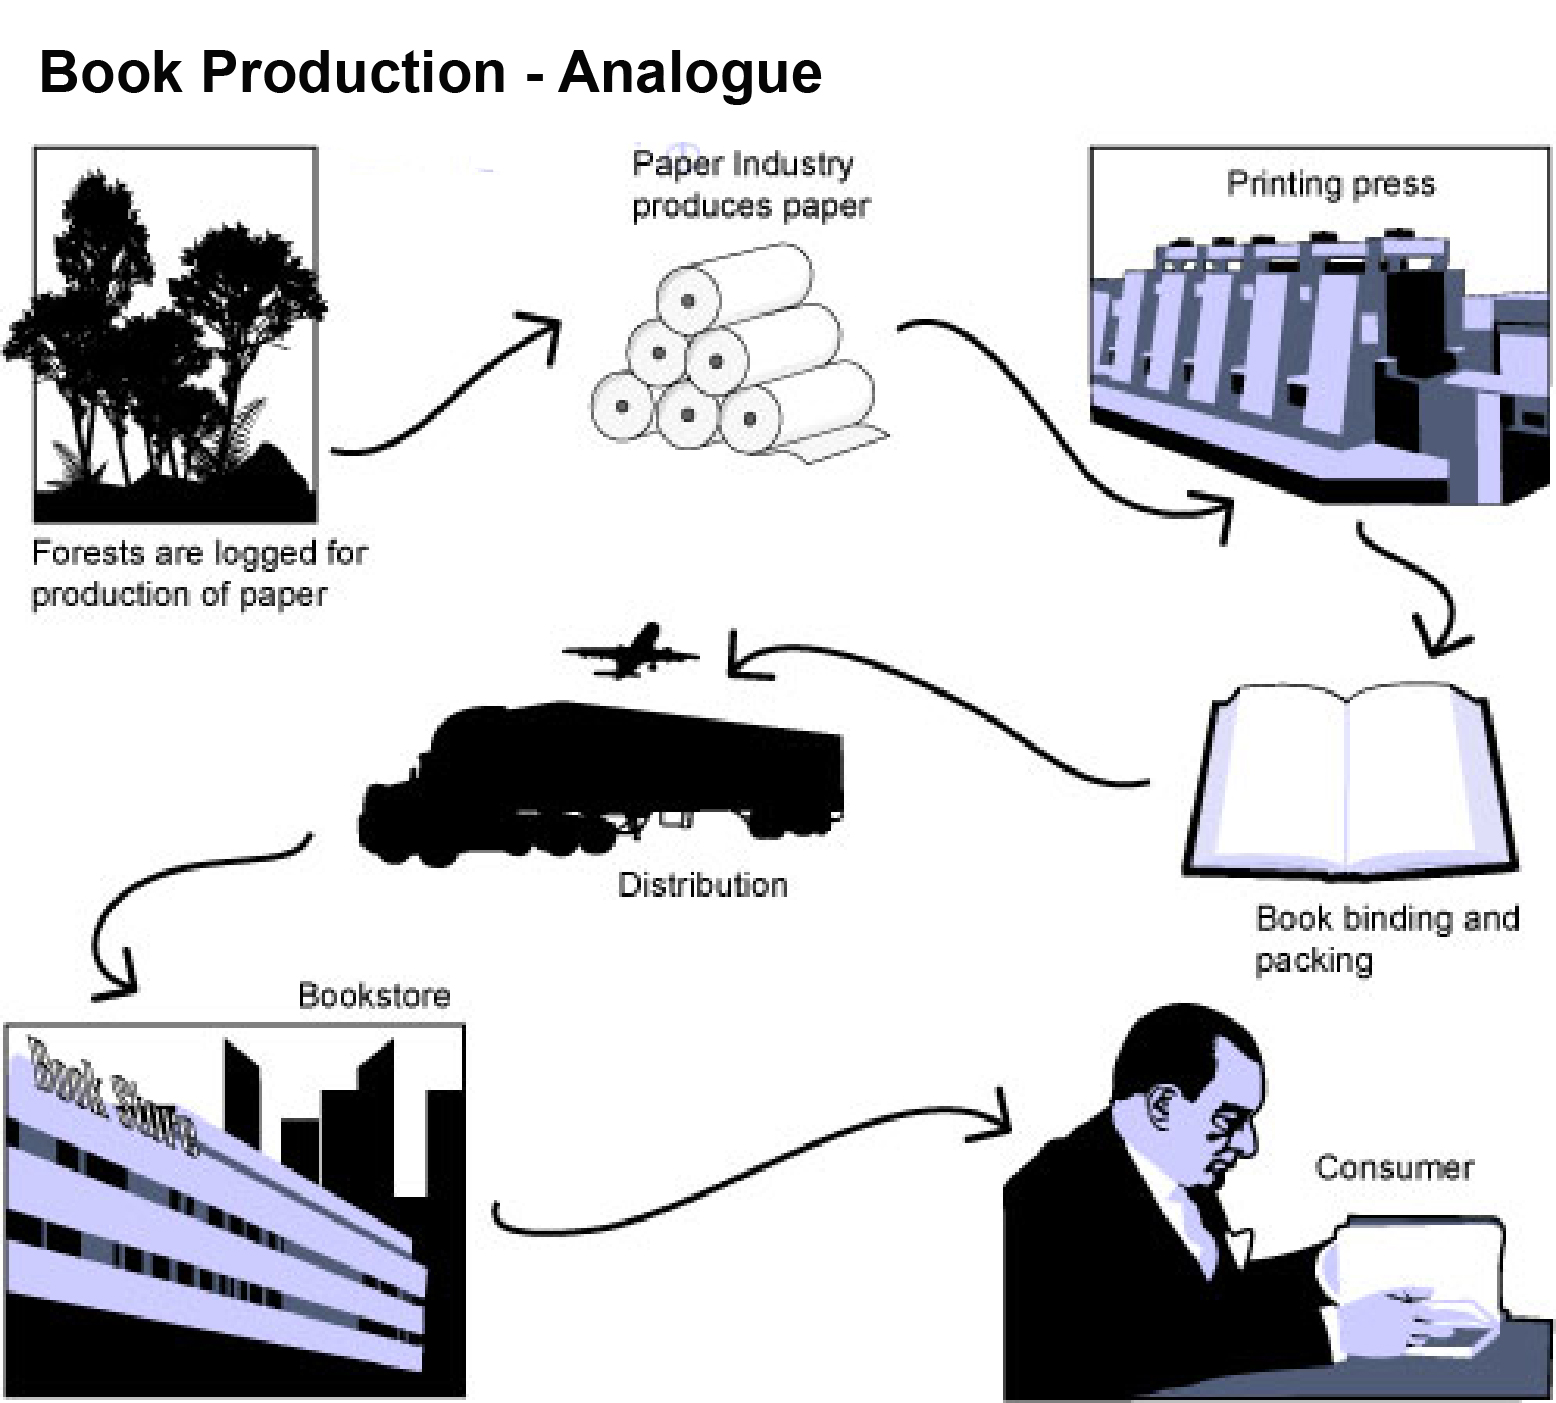 Book Production - Analogue
Paper Industry
produces paper
Printing press
Forests are logged for
production of paper
Distribution
Book binding and
packing
Bookstore
Book Store
Consumer